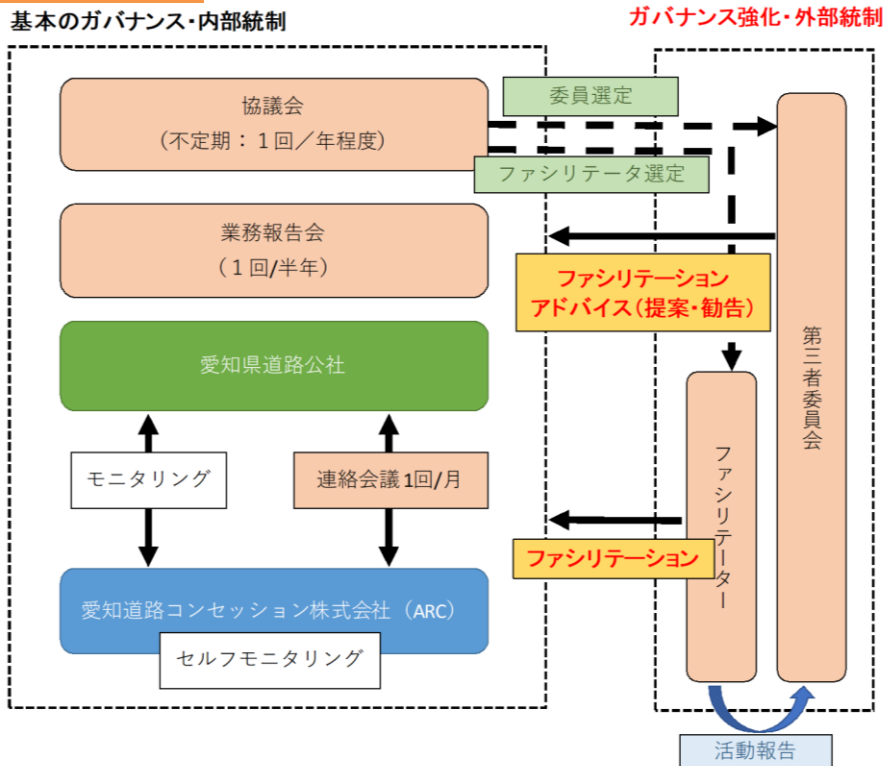 基本のガバナンス・内部統制
ガバナンス強化・外部統制
協議会
(不定期：１回／年程度)
委員選定
ファシリテータ選定
業務報告会
（１回/半年）
ファシリテーション
アドバイス（提案・勧告）
愛知県道路公社
モニタリング
連絡会議1回/月
ファシリテーション
愛知道路コンセッション株式会社（ARC）
セルフモニタリング
ファシリテーター
第三者委員会
活動報告